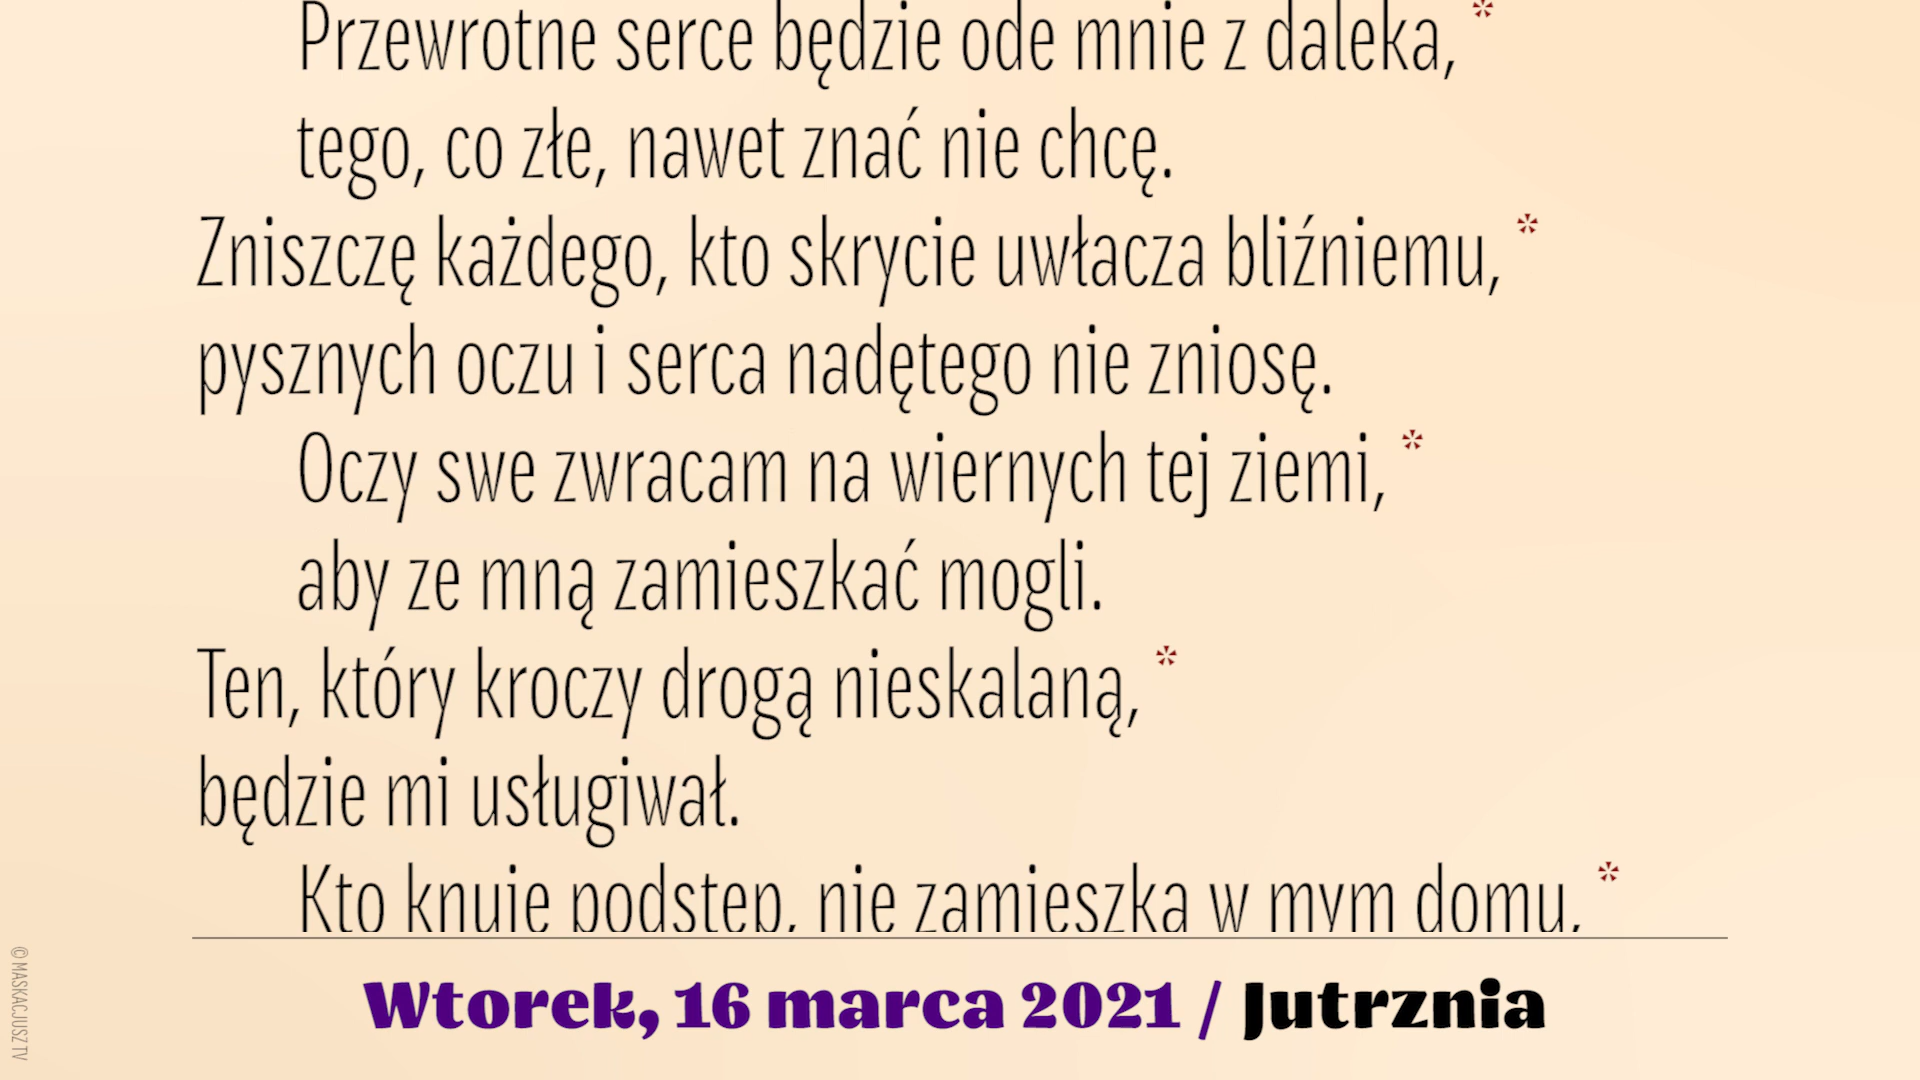 Przewrotne serce będzie ode mnie z daleka, *
tego, co złe, nawet znać nie chcę.
Zniszczę każdego, kto skrycie uwłacza bliźniemu, *
pysznych oczu i serca nadętego nie zniosę.
Oczy swe zwracam na wiernych tej ziemi, *
aby ze mną zamieszkać mogli.
Ten, który kroczy drogą nieskalaną, *
będzie mi usługiwał.
Kto knuje podstęp, nie zamieszka w mym domu, *
Wtorek, 16 marca 2021 / Jutrznia
© MASKACJUSZ TV